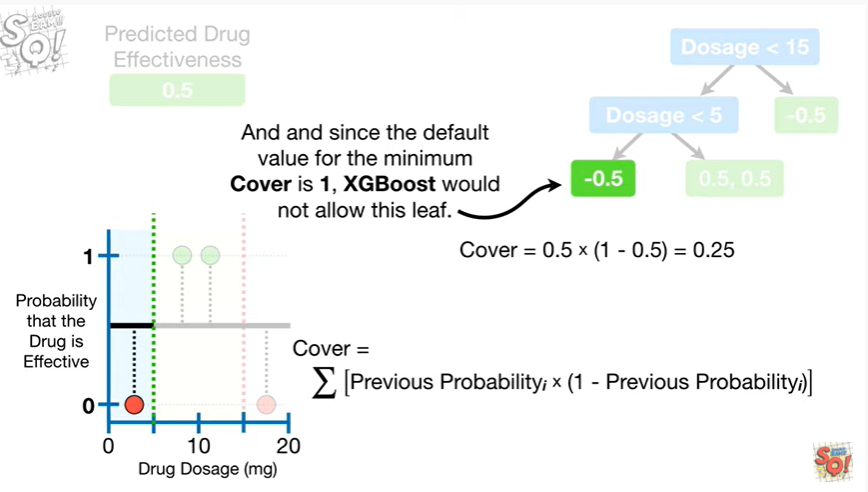 SQ!
Predicted Drug
Effectiveness
0.5
Dosage < 15
Dosage < 5
-0.5
-0.5
0.5, 0.5
And and since the default
value for the minimum
Cover is 1, XGBoost would
not allow this leaf.
Cover = 0.5 × (1 - 0.5) = 0.25
1
Probability
that the
Drug is
Effective
0
0
10
20
Drug Dosage (mg)
Cover =
∑ [Previous Probabilityi × (1 - Previous Probabilityi)]
SQ!